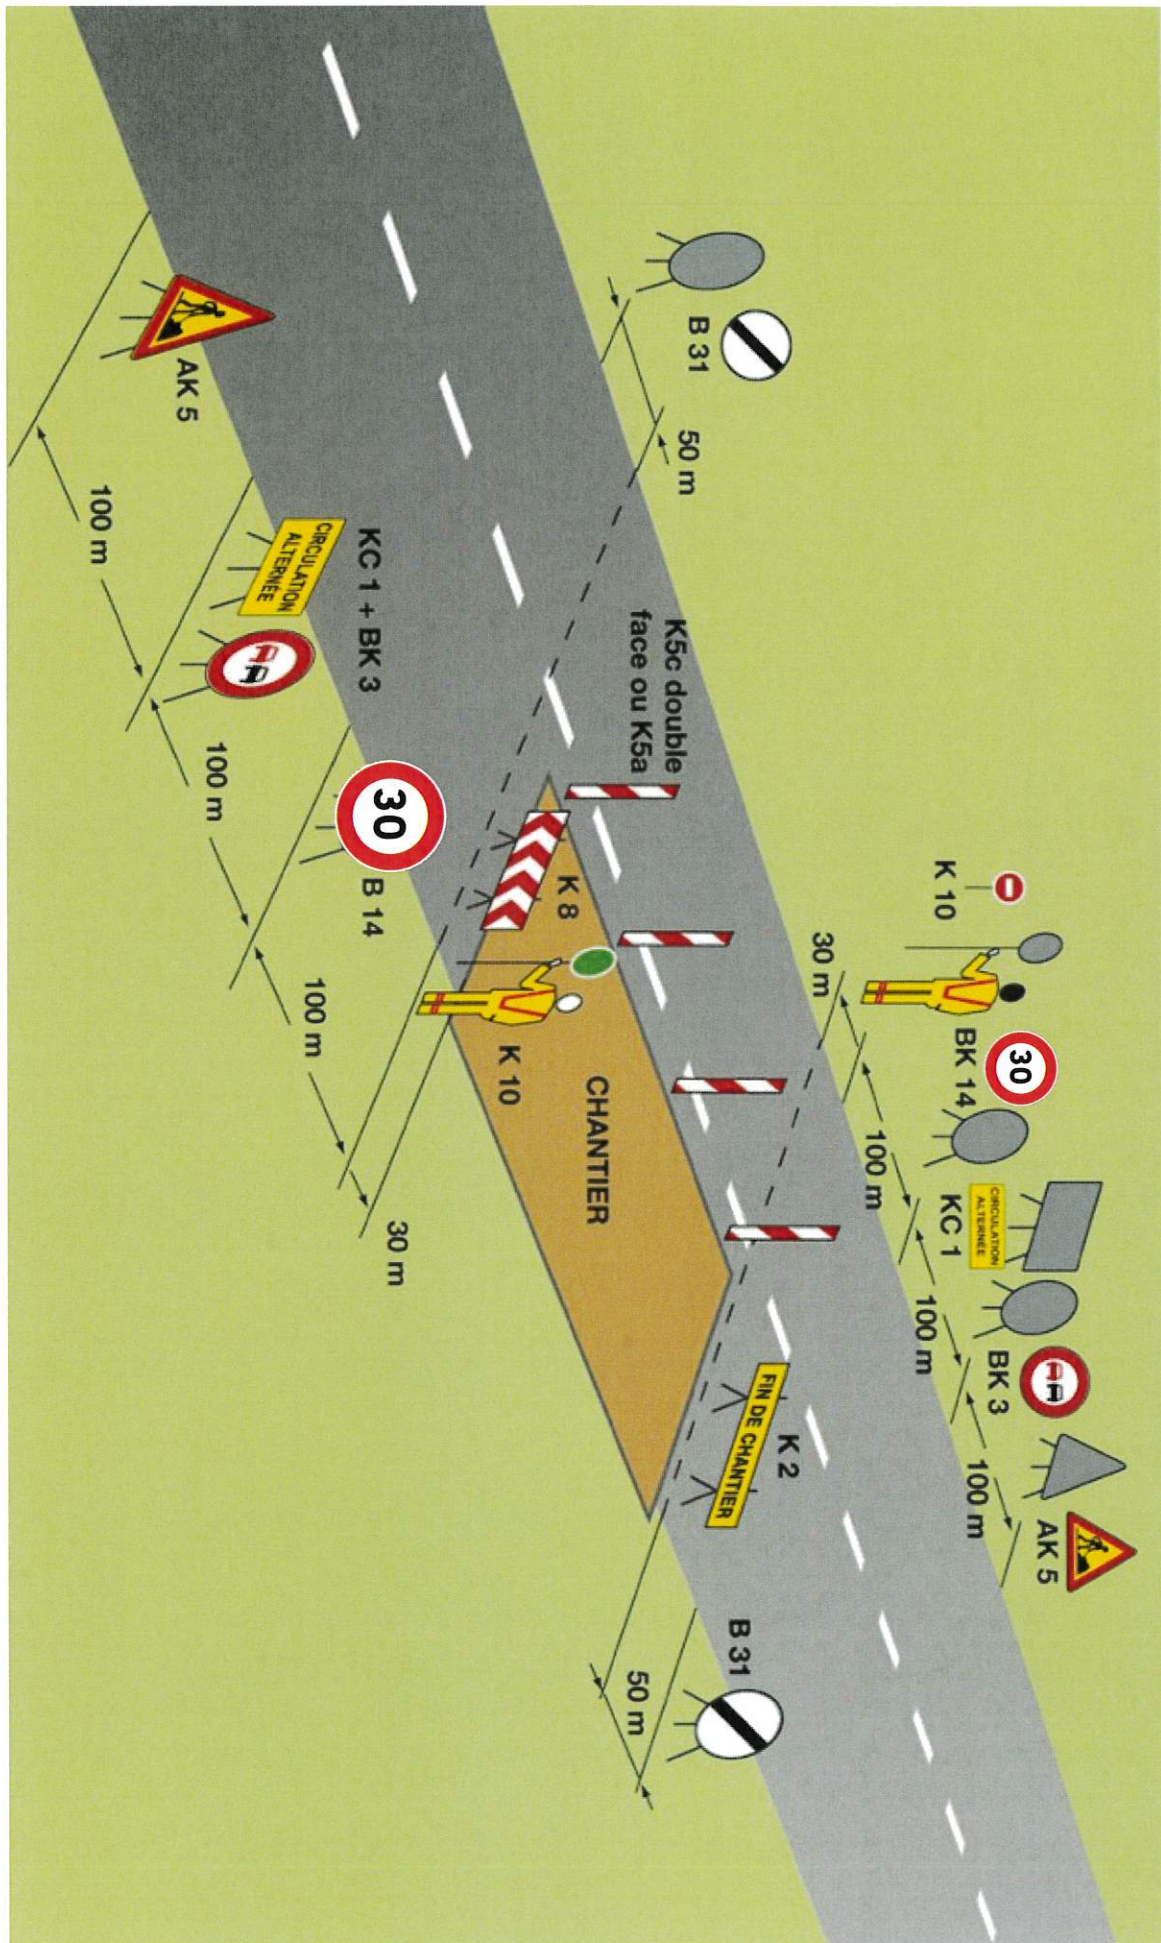 AK 5
100 m
KC 1 + BK 3
CIRCULATION
ALTERNÉE
100 m
30
B 14
100 m
30 m
K 8
K 10
CHANTIER
K5c double
face ou K5a
B 31
50 m
K 10
30 m
30
BK 14
100 m
CIRCULATION
ALTERNÉE
KC 1
100 m
BK 3
100 m
AK 5
K 2
FIN DE CHANTIER
B 31
50 m